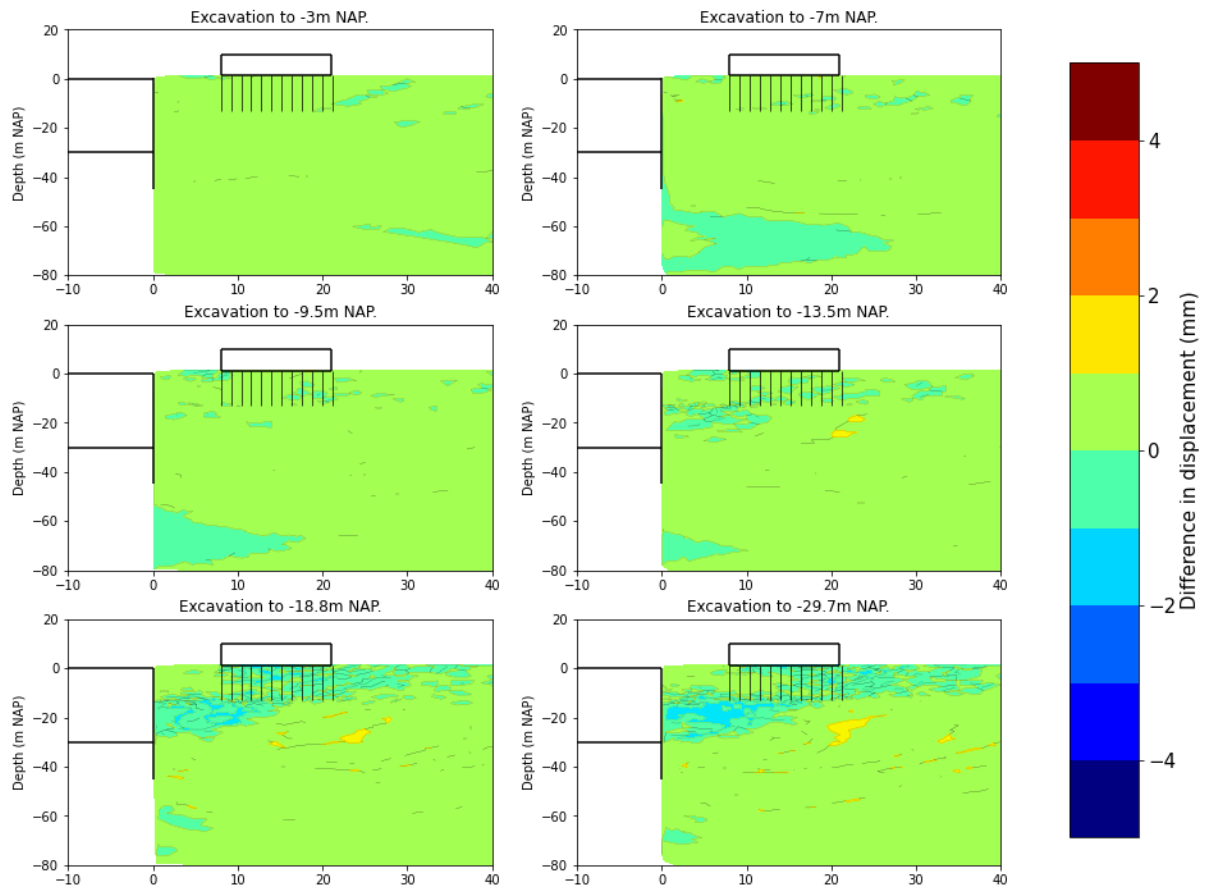 Excavation to -3m NAP.
Excavation to -7m NAP.
20
0
−20
−40
−60
−80
Depth (m NAP)
−10 0 10 20 30 40
20
0
−20
−40
−60
−80
Depth (m NAP)
−10 0 10 20 30 40
Excavation to -9.5m NAP.
Excavation to -13.5m NAP.
20
0
−20
−40
−60
−80
Depth (m NAP)
−10 0 10 20 30 40
20
0
−20
−40
−60
−80
Depth (m NAP)
−10 0 10 20 30 40
Excavation to -18.8m NAP.
Excavation to -29.7m NAP.
20
0
−20
−40
−60
−80
Depth (m NAP)
−10 0 10 20 30 40
20
0
−20
−40
−60
−80
Depth (m NAP)
−10 0 10 20 30 40
4
2
0
−2
−4
Difference in displacement (mm)